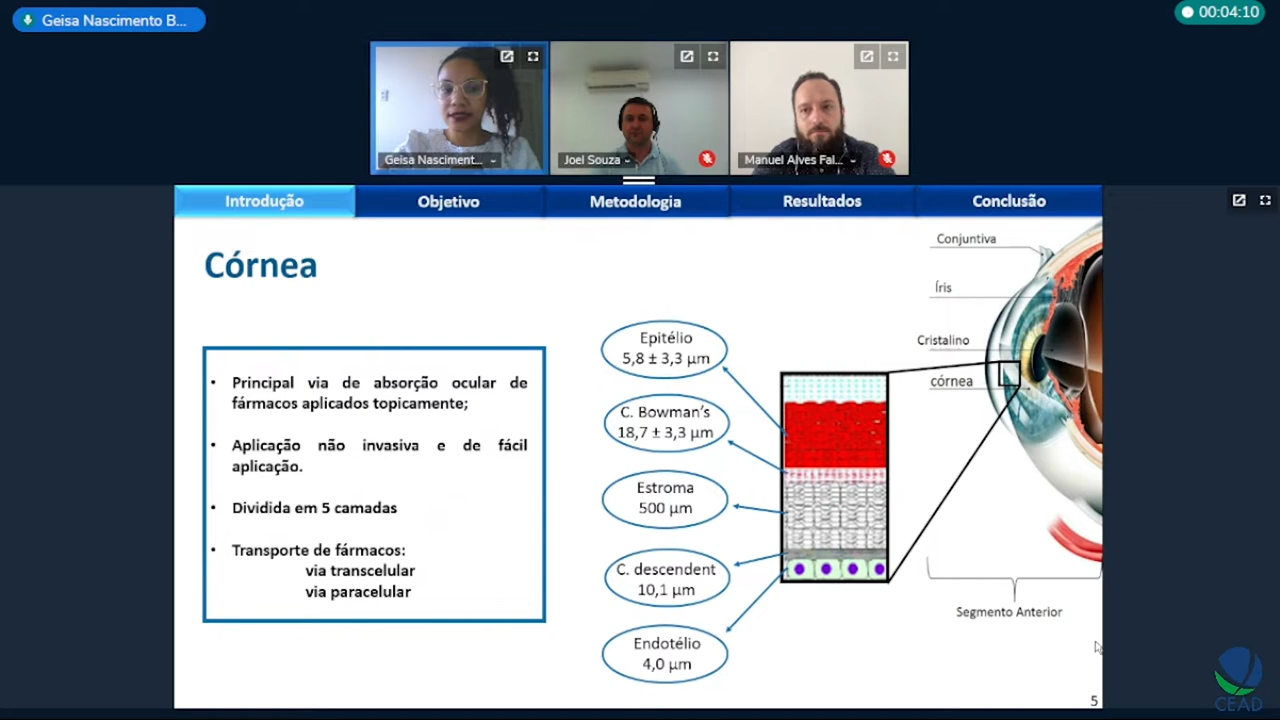 Geisa Nascimento B...
00:04:10
Geisa Nasciment...
Joel Souza
Manuel Alves Fal...
Introdução
Objetivo
Metodologia
Resultados
Conclusão
Córnea
• Principal via de absorção ocular de
fármacos aplicados topicamente;
• Aplicação não invasiva e de fácil
aplicação.
• Dividida em 5 camadas
• Transporte de fármacos:
via transcelular
via paracelular
Epitélio
5,8 ± 3,3 µm
C. Bowman's
18,7 ± 3,3 µm
Estroma
500 µm
C. descendent
10,1 µm
Endotélio
4,0 µm
Conjuntiva
Íris
Cristalino
córnea
Segmento Anterior
5
CEAD